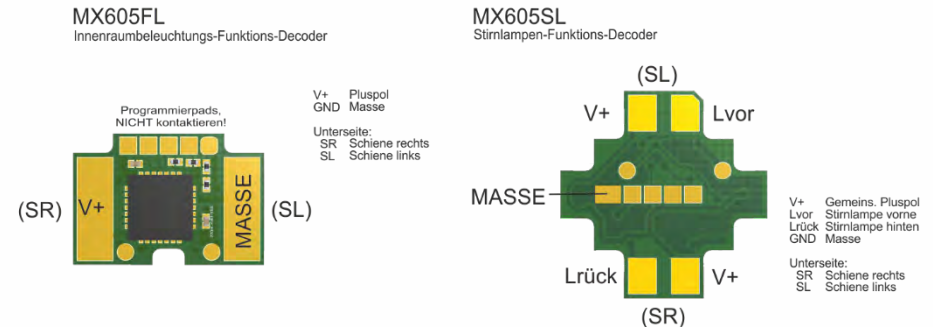 MX605FL
Innenraumbeleuchtungs-Funktions-Decoder
Programmierpads,
NICHT kontaktieren!
V+ Pluspol
GND Masse
Unterseite:
SR Schiene rechts
SL Schiene links
(SR)
V+
MASSE
(SL)
MX605SL
Stirnlampen-Funktions-Decoder
(SL)
V+
Lvor
MASSE
Lrück
V+
(SR)
V+ Gemeins. Pluspol
Lvor Stirnlampe vorne
Lrück Stirnlampe hinten
GND Masse
Unterseite:
SR Schiene rechts
SL Schiene links